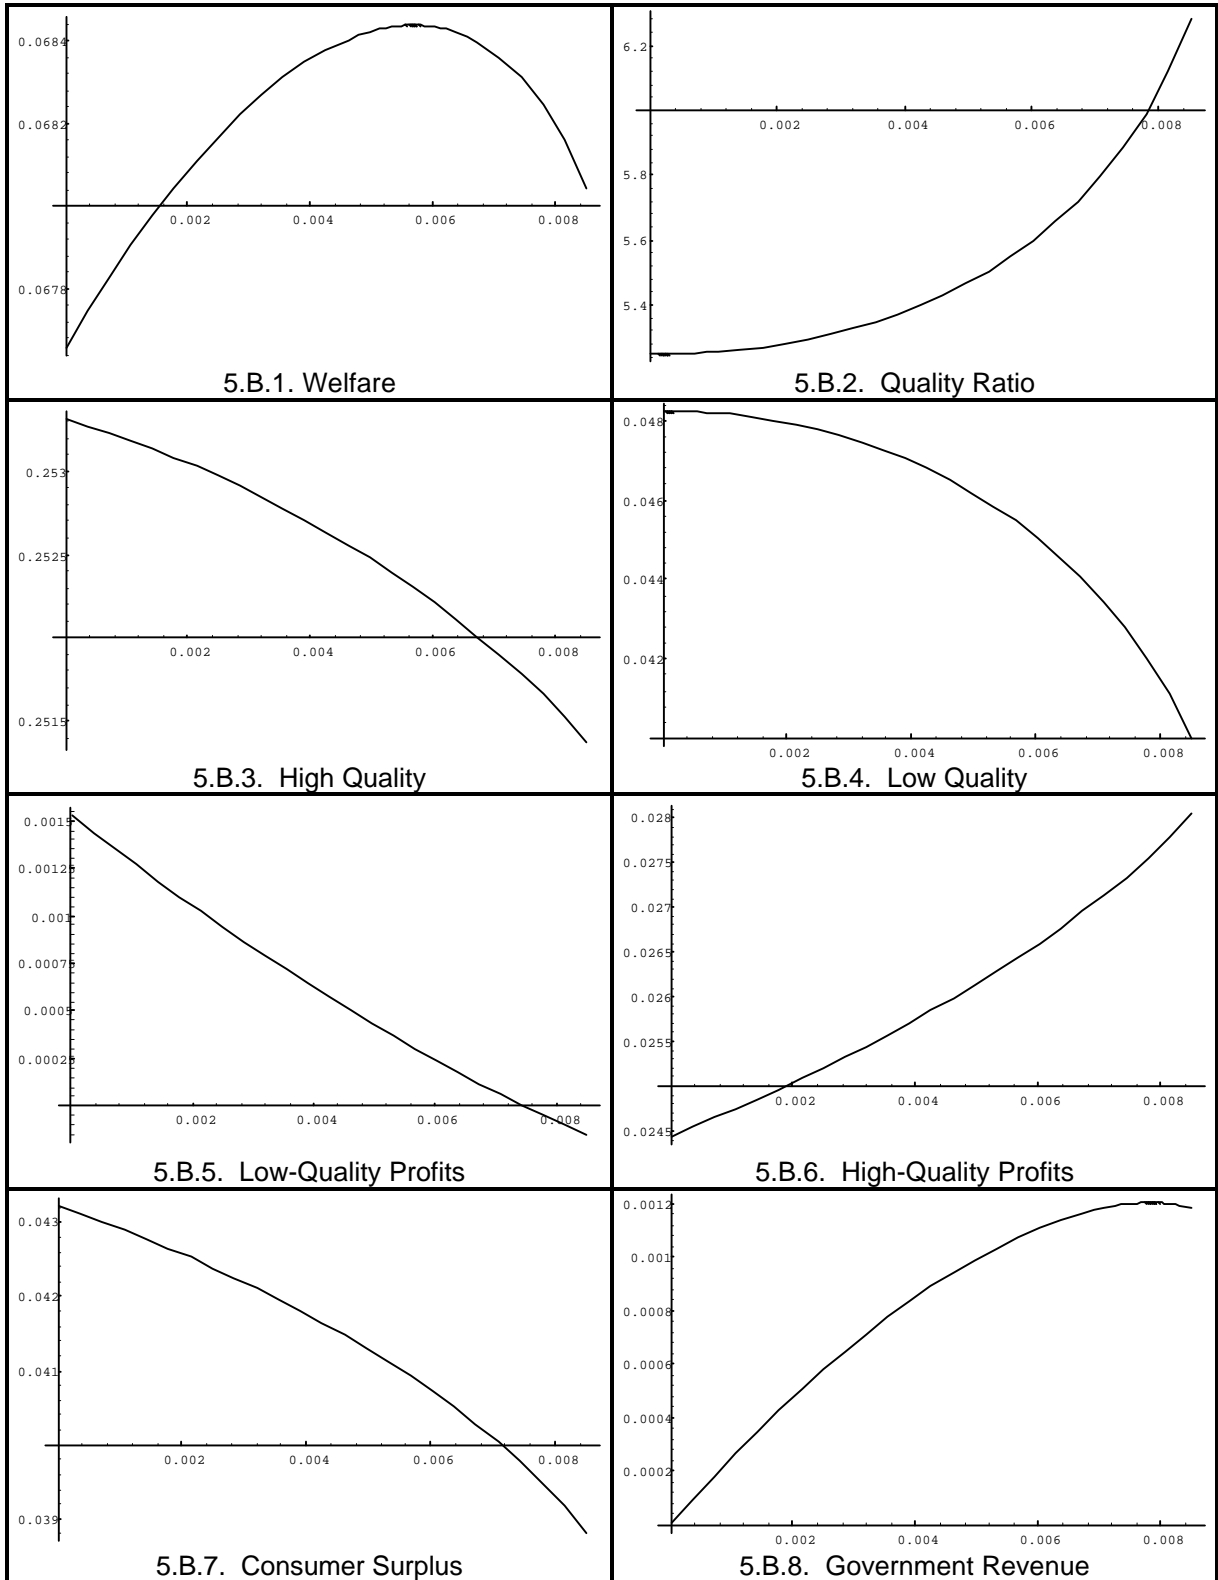 0.0684
0.0682
0.002 0.004 0.006 0.008
0.0678
5.B.1. Welfare
6.2
0.002 0.004 0.006 0.008
5.8
5.6
5.4
5.B.2. Quality Ratio
0.253
0.2525
0.002 0.004 0.006 0.008
0.2515
5.B.3. High Quality
0.048
0.046
0.044
0.042
0.002 0.004 0.006 0.008
5.B.4. Low Quality
0.0015
0.00125
0.001
0.00075
0.0005
0.00025
0.002 0.004 0.006 0.008
5.B.5. Low-Quality Profits
0.028
0.0275
0.027
0.0265
0.026
0.0255
0.002 0.004 0.006 0.008
0.0245
5.B.6. High-Quality Profits
0.043
0.042
0.041
0.002 0.004 0.006 0.008
0.039
5.B.7. Consumer Surplus
0.0012
0.001
0.0008
0.0006
0.0004
0.0002
0.002 0.004 0.006 0.008
5.B.8. Government Revenue